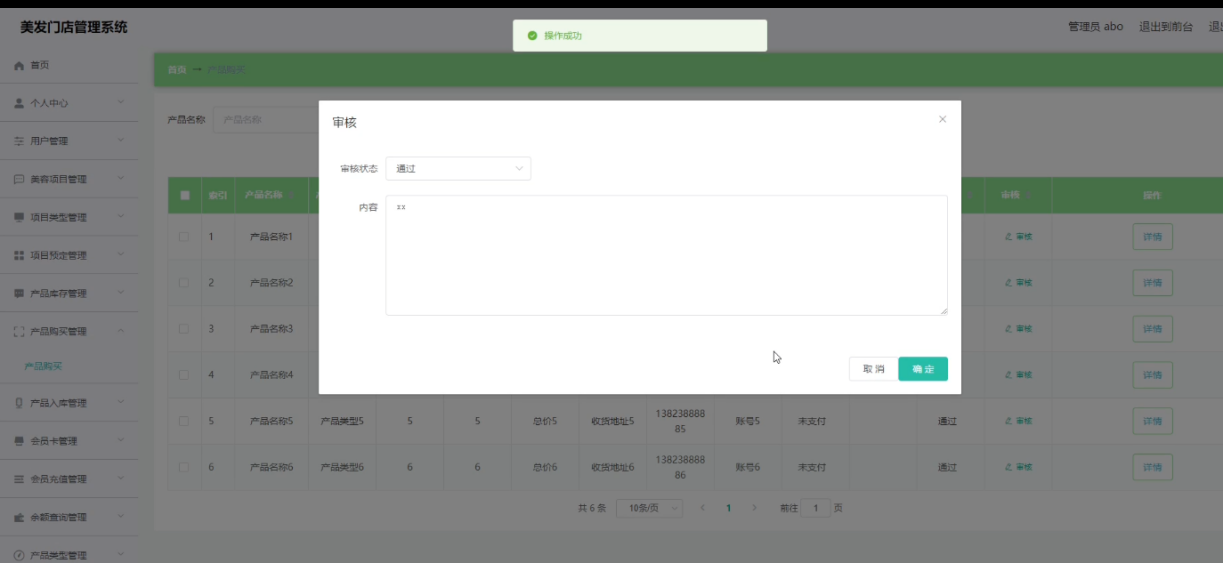 美发门店管理系统
操作成功
管理员 abo 退出到前台
首页
首页 → 产品购买
个人中心
产品名称 产品名称
审核
用户管理
审核状态 通过
美容项目管理
内容 xx
索引 产品名称 审核 操作
项目类型管理
1 产品名称1 审核 详情
项目预定管理
2 产品名称2 审核 详情
产品库存管理
3 产品名称3 审核 详情
产品购买管理
产品购买
取 消 确 定
4 产品名称4 审核 详情
产品入库管理
5 产品名称5 产品类型5 5 5 总价5 收货地址5 13823888885 账号5 未支付 通过 审核 详情
会员卡管理
6 产品名称6 产品类型6 6 6 总价6 收货地址6 13823888886 账号6 未支付 通过 审核 详情
会员充值管理
共 6 条 10条/页 1 前往 1 页
余额查询管理
产品类型管理